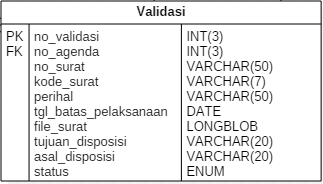 Validasi
PK no_validasi INT(3)
FK no_agenda INT(3)
no_surat VARCHAR(50)
kode_surat VARCHAR(7)
perihal VARCHAR(50)
tgl_batas_pelaksanaan DATE
file_surat LONGBLOB
tujuan_disposisi VARCHAR(20)
asal_disposisi VARCHAR(20)
status ENUM